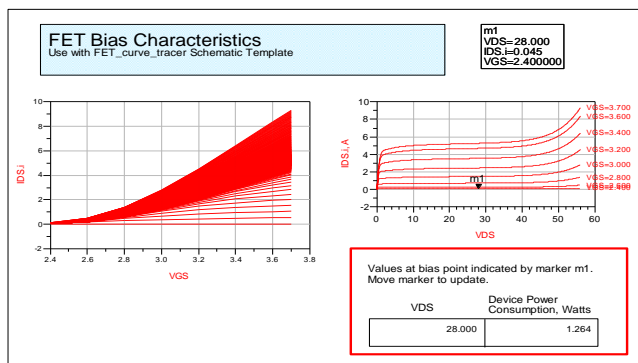 FET Bias Characteristics
Use with FET_curve_tracer Schematic Template
m1
VDS=28.000
IDS.i=0.045
VGS=2.400000
10
8
6
4
2
0
-2
2.4
2.6
2.8
3.0
3.2
3.4
3.6
3.8
VGS
IDS.i
10
8
6
4
2
0
-2
0
10
20
30
40
50
60
VDS
IDS.i, A
m1
VGS=3.700
VGS=3.600
VGS=3.400
VGS=3.200
VGS=3.000
VGS=2.800
VGS=2.400
Values at bias point indicated by marker m1.
Move marker to update.
VDS
Device Power
Consumption, Watts
28.000
1.264